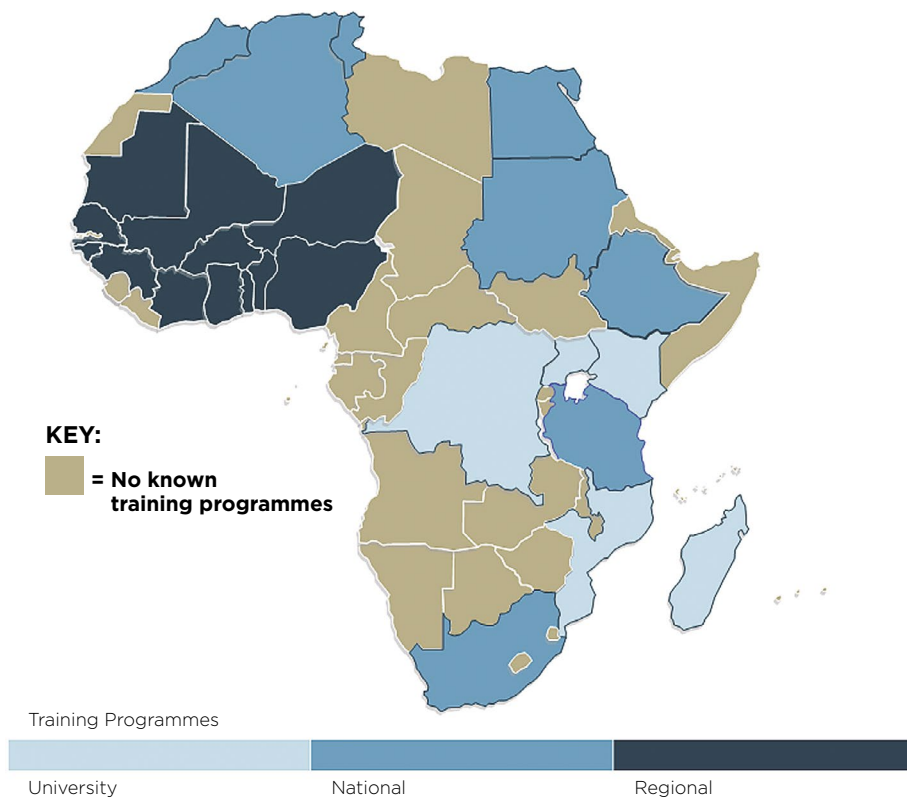 KEY:
= No known
training programmes
Training Programmes
University
National
Regional